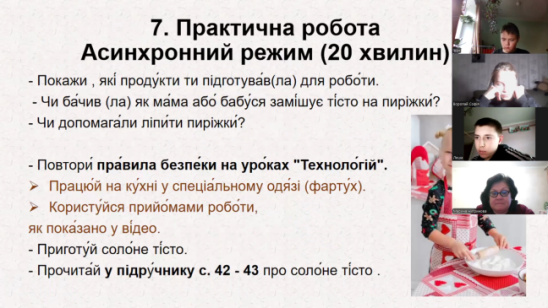 7. Практична робота
Асинхронний режим (20 хвилин)
- Покажи , які́ проду́кти ти підготува́в(ла) для робо́ти.
- Чи ба́чив (ла) як ма́ма або́ бабу́ся замі́шує ті́сто на пиріжки́?
- Чи допомага́ли ліпи́ти пиріжки́?
- Повтори́ пра́вила безпе́ки на уро́ках "Техноло́гій".
➢ Працю́й на ку́хні у спеціа́льному о́дязі (фарту́х).
➢ Користу́йся прийо́мами робо́ти,
як пока́зано у ві́део.
- Приготу́й соло́не ті́сто.
- Прочита́й у підру́чнику с. 42 - 43 про соло́не ті́сто .